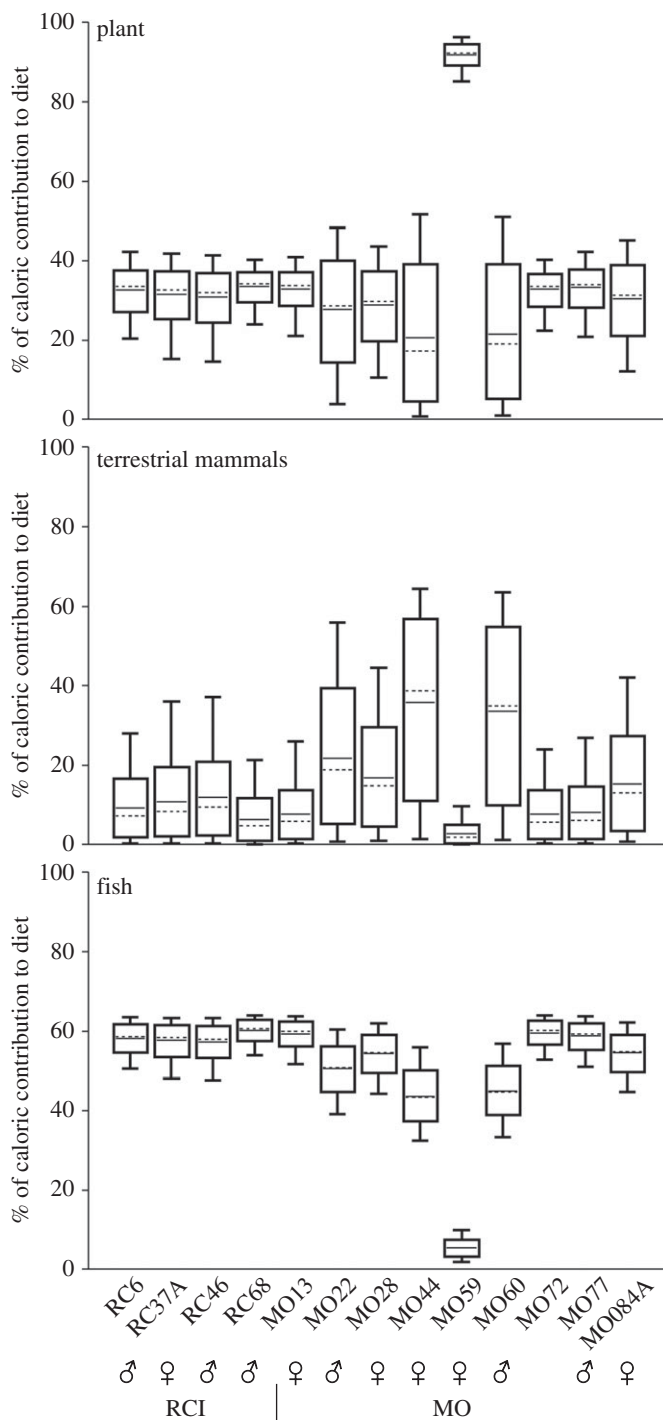 100
plant
80
60
40
20
0
% of caloric contribution to diet
100
terrestrial mammals
80
60
40
20
0
% of caloric contribution to diet
100
fish
80
60
40
20
0
% of caloric contribution to diet
RC6 RC37A RC46 RC68 MO13 MO22 MO28 MO44 MO59 MO60 MO72 MO77 MO084A
♂ ♀ ♂ ♂ ♀ ♂ ♀ ♀ ♀ ♂ ♂ ♀
RCI MO